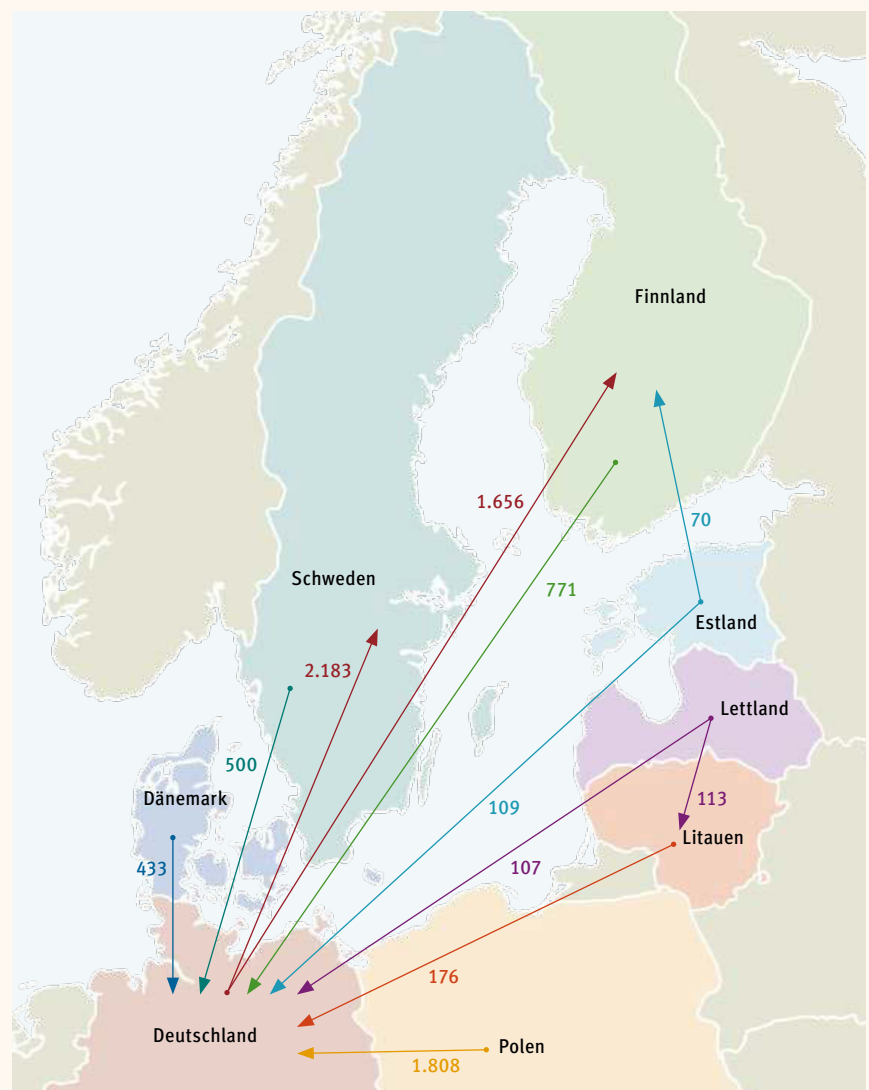 Finnland
1.656
70
Schweden
771
Estland
2.183
Lettland
500
Dänemark
109
113
Litauen
433
107
176
Deutschland
Polen
1.808